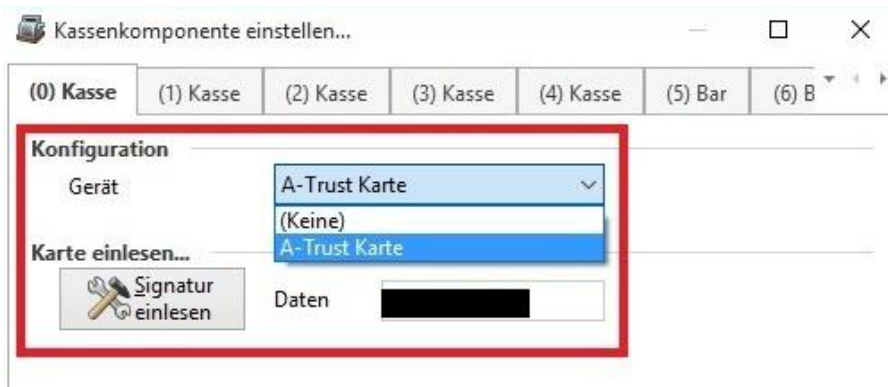 Kassenkomponente einstellen...
(0) Kasse (1) Kasse (2) Kasse (3) Kasse (4) Kasse (5) Bar (6) B
Konfiguration
Gerät A-Trust Karte
(Keine)
A-Trust Karte
Karte einlesen...
Signatur
einlesen
Daten